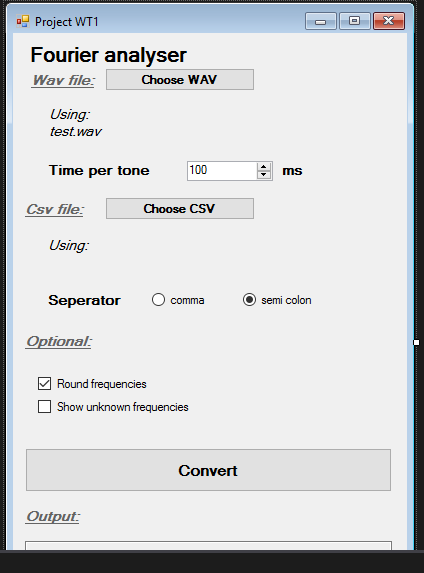 Project WT1
Fourier analyser
Wav file: Choose WAV
Using:
test.wav
Time per tone 100 ms
Csv file: Choose CSV
Using:
Seperator comma semi colon
Optional:
Round frequencies
Show unknown frequencies
Convert
Output: